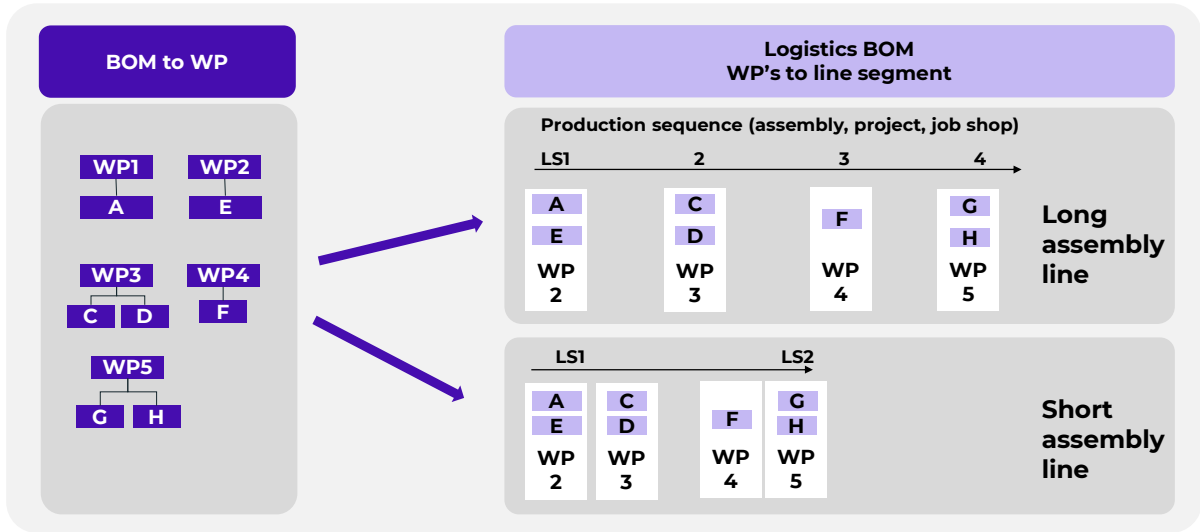 BOM to WP
WP1
WP2
A
E
WP3
WP4
C
D
F
WP5
G
H
Logistics BOM
WP's to line segment
Production sequence (assembly, project, job shop)
LS1
2
3
4
A
E
WP
2
C
D
WP
3
F
WP
4
G
H
WP
5
Long
assembly
line
LS1
LS2
A
E
WP
2
C
D
WP
3
F
WP
4
G
H
WP
5
Short
assembly
line